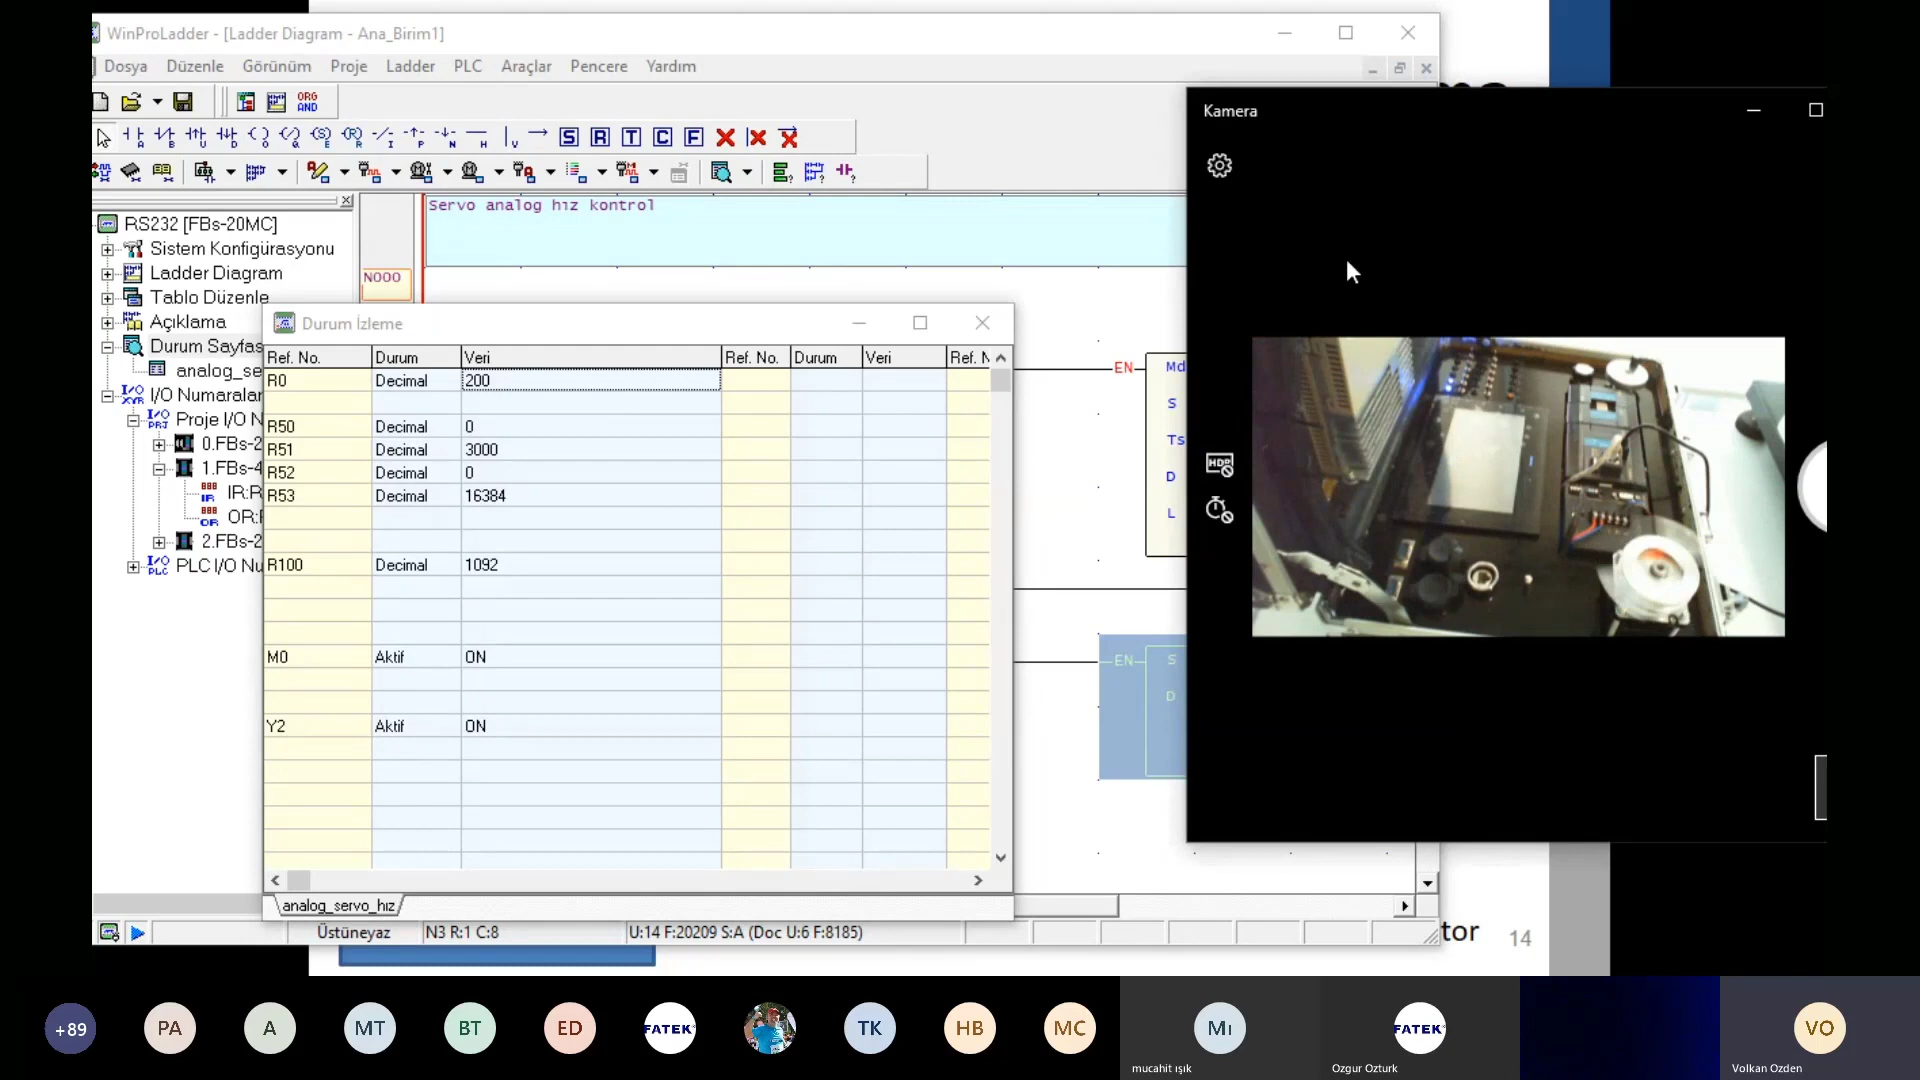 WinProLadder - [Ladder Diagram - Ana_Birim1]
Dosya Düzenle Görünüm Proje Ladder PLC Araçlar Pencere Yardım
ORG
AND
A B U D O Q E R I P N H V S R T C F
RS232 [FBs-20MC]
Sistem Konfigürasyonu
Ladder Diagram
Tablo Düzenle
Açıklama
Durum Sayfas
analog_se
I/O Numaralar
Proje I/O N
0.FBs-2
1.FBs-4
IR:R
OR:
2.FBs-2
PLC I/O Nu
Servo analog hız kontrol
N000
EN Md
S
Ts
D
L
EN S
D
Durum İzleme
Ref. No. Durum Veri Ref. No. Durum Veri Ref. N
R0 Decimal 200
R50 Decimal 0
R51 Decimal 3000
R52 Decimal 0
R53 Decimal 16384
R100 Decimal 1092
M0 Aktif ON
Y2 Aktif ON
analog_servo_hız
Üstüneyaz N3 R:1 C:8 U:14 F:20209 S:A (Doc U:6 F:8185)
Kamera
HDR
tor 14
+89 PA A MT BT ED FATEK TK HB MC Mı FATEK VO
mucahit ışık Ozgur Ozturk Volkan Ozden